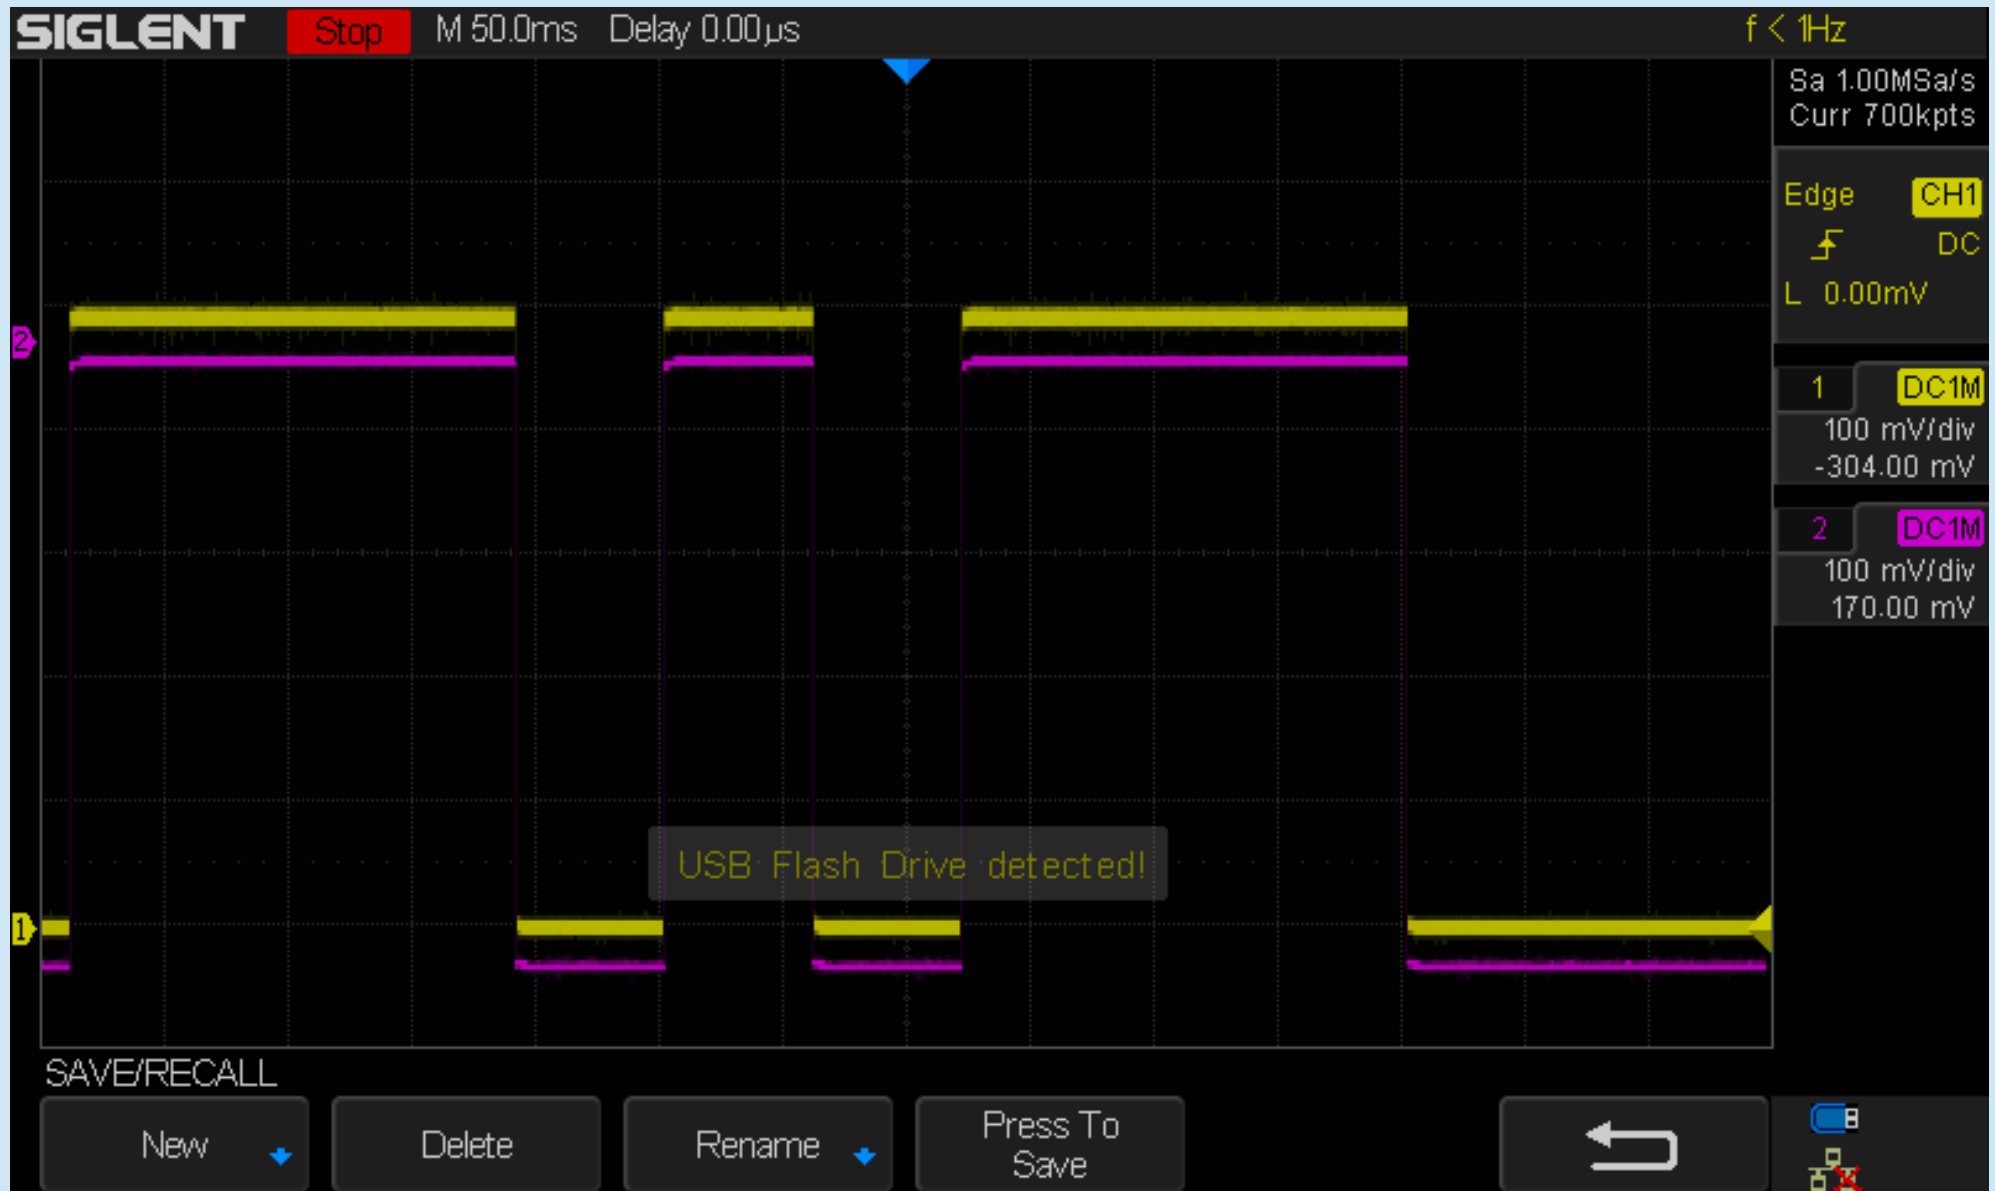 SIGLENT Stop M 50.0ms Delay 0.00µs f < 1Hz
Sa 1.00MSa/s
Curr 700kpts
Edge CH1
DC
L 0.00mV
2
1 DC1M
100 mV/div
-304.00 mV
2 DC1M
100 mV/div
170.00 mV
USB Flash Drive detected!
1
SAVE/RECALL
New
Delete
Rename
Press To
Save